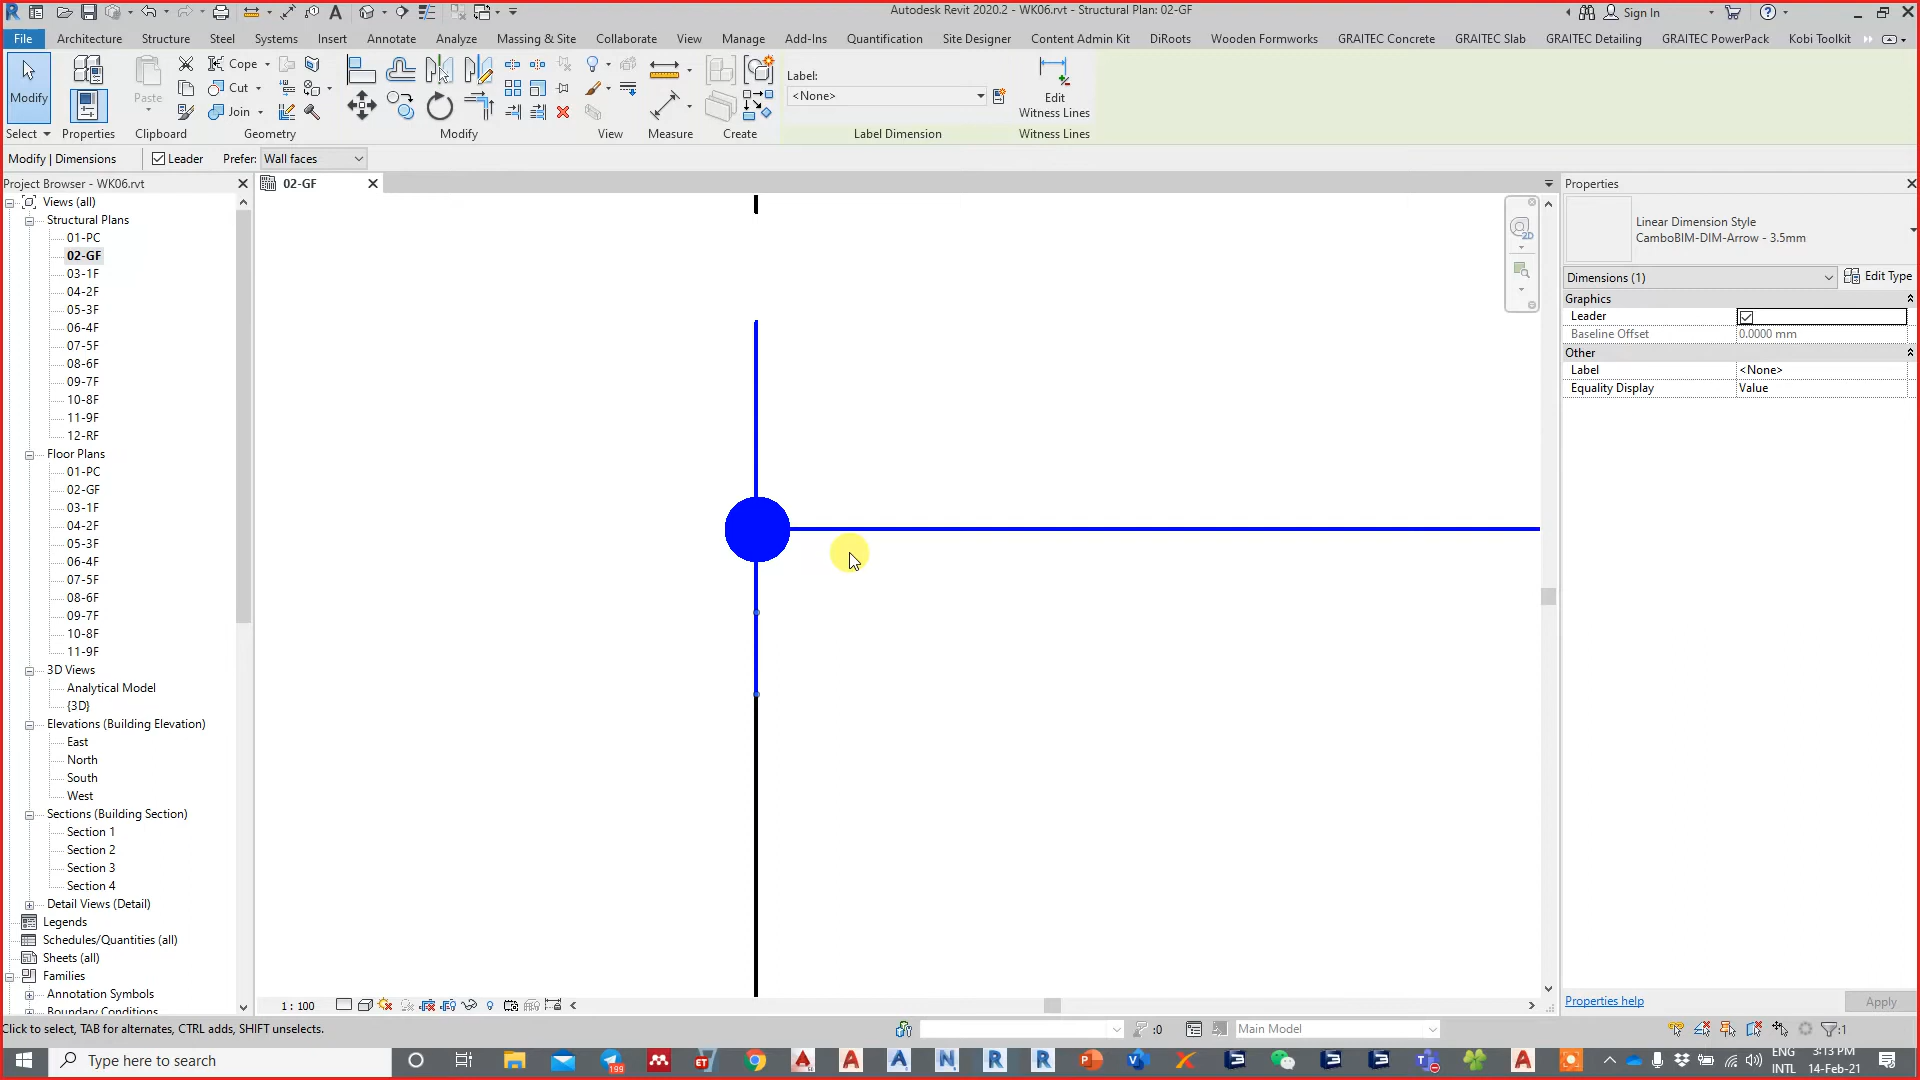 Autodesk Revit 2020.2 - WK06.rvt - Structural Plan: 02-GF
Sign In
File Architecture Structure Steel Systems Insert Annotate Analyze Massing & Site Collaborate View Manage Add-Ins Quantification Site Designer Content Admin Kit DiRoots Wooden Formworks GRAITEC Concrete GRAITEC Slab GRAITEC Detailing GRAITEC PowerPack Kobi Toolkit
Modify
Paste
Cope
Cut
Join
Label:
<None>
Edit
Witness Lines
Select Properties Clipboard Geometry Modify View Measure Create Label Dimension Witness Lines
Modify | Dimensions Leader Prefer: Wall faces
Project Browser - WK06.rvt
02-GF
Views (all)
Structural Plans
01-PC
02-GF
03-1F
04-2F
05-3F
06-4F
07-5F
08-6F
09-7F
10-8F
11-9F
12-RF
Floor Plans
01-PC
02-GF
03-1F
04-2F
05-3F
06-4F
07-5F
08-6F
09-7F
10-8F
11-9F
3D Views
Analytical Model
{3D}
Elevations (Building Elevation)
East
North
South
West
Sections (Building Section)
Section 1
Section 2
Section 3
Section 4
Detail Views (Detail)
Legends
Schedules/Quantities (all)
Sheets (all)
Families
Annotation Symbols
Boundary Conditions
2D
Properties
Linear Dimension Style
CamboBIM-DIM-Arrow - 3.5mm
Dimensions (1) Edit Type
Graphics
Leader
Baseline Offset 0.0000 mm
Other
Label <None>
Equality Display Value
Properties help Apply
1 : 100
Click to select, TAB for alternates, CTRL adds, SHIFT unselects.
:0
Main Model
:1
Type here to search
199
ET
ENG
INTL
3:13 PM
14-Feb-21